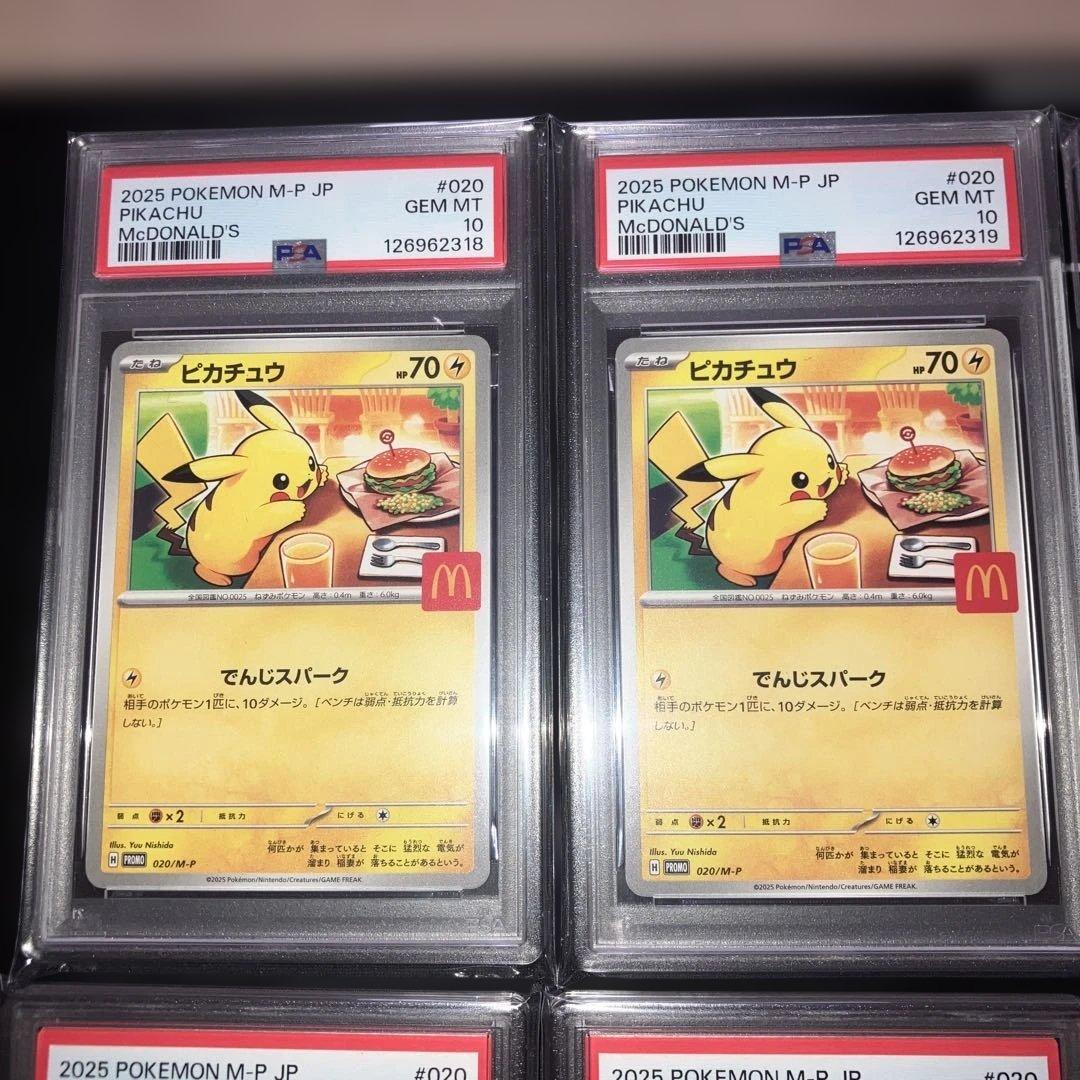 2025 POKEMON M-P JP #020
PIKACHU GEM MT
McDONALD'S 10
126962318
PSA
たね ピカチュウ HP 70
全国図鑑NO.0025 ねずみポケモン 高さ:0.4m 重さ:6.0kg
M
でんじスパーク
相手のポケモン1匹に、10ダメージ。[ベンチは弱点・抵抗力を計算
しない。]
弱点 ×2 抵抗力 にげる
Illus. Yuu Nishida
何匹かが 集まっていると そこに 猛烈な 電気が
溜まり 稲妻が 落ちることがあるという。
H PROMO 020/M-P
©2025 Pokémon/Nintendo/Creatures/GAME FREAK.
2025 POKEMON M-P JP #020
PIKACHU GEM MT
McDONALD'S 10
126962319
PSA
たね ピカチュウ HP 70
全国図鑑NO.0025 ねずみポケモン 高さ:0.4m 重さ:6.0kg
M
でんじスパーク
相手のポケモン1匹に、10ダメージ。[ベンチは弱点・抵抗力を計算
しない。]
弱点 ×2 抵抗力 にげる
Illus. Yuu Nishida
何匹かが 集まっていると そこに 猛烈な 電気が
溜まり 稲妻が 落ちることがあるという。
H PROMO 020/M-P
©2025 Pokémon/Nintendo/Creatures/GAME FREAK.
2025 POKEMON M-P JP #020
2025 POKEMON M-P JP #020